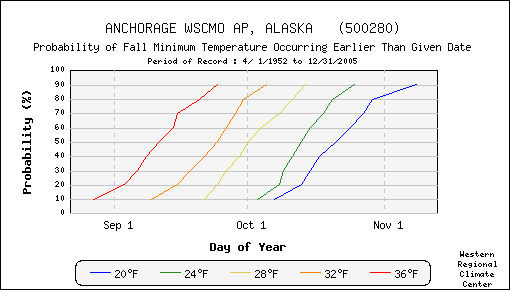 ANCHORAGE WSCMO AP, ALASKA (500280)
Probability of Fall Minimum Temperature Occurring Earlier Than Given Date
Period of Record : 4/ 1/1952 to 12/31/2005
Probability (%)
100
90
80
70
60
50
40
30
20
10
0
Sep 1 Oct 1 Nov 1
Day of Year
20°F 24°F 28°F 32°F 36°F
Western
Regional
Climate
Center